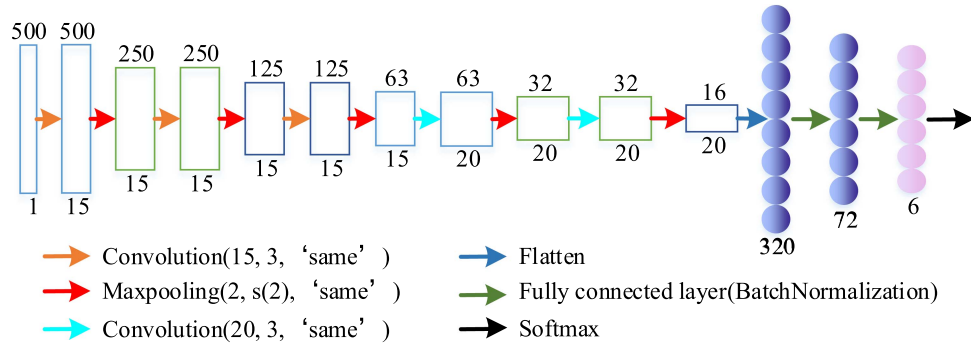 500 500
250 250
125 125
63 63
32 32
16
1 15
15 15
15 15
15 20
20 20
20
320
72
6
Convolution(15, 3, ‘same’ )
Maxpooling(2, s(2), ‘same’ )
Convolution(20, 3, ‘same’ )
Flatten
Fully connected layer(BatchNormalization)
Softmax